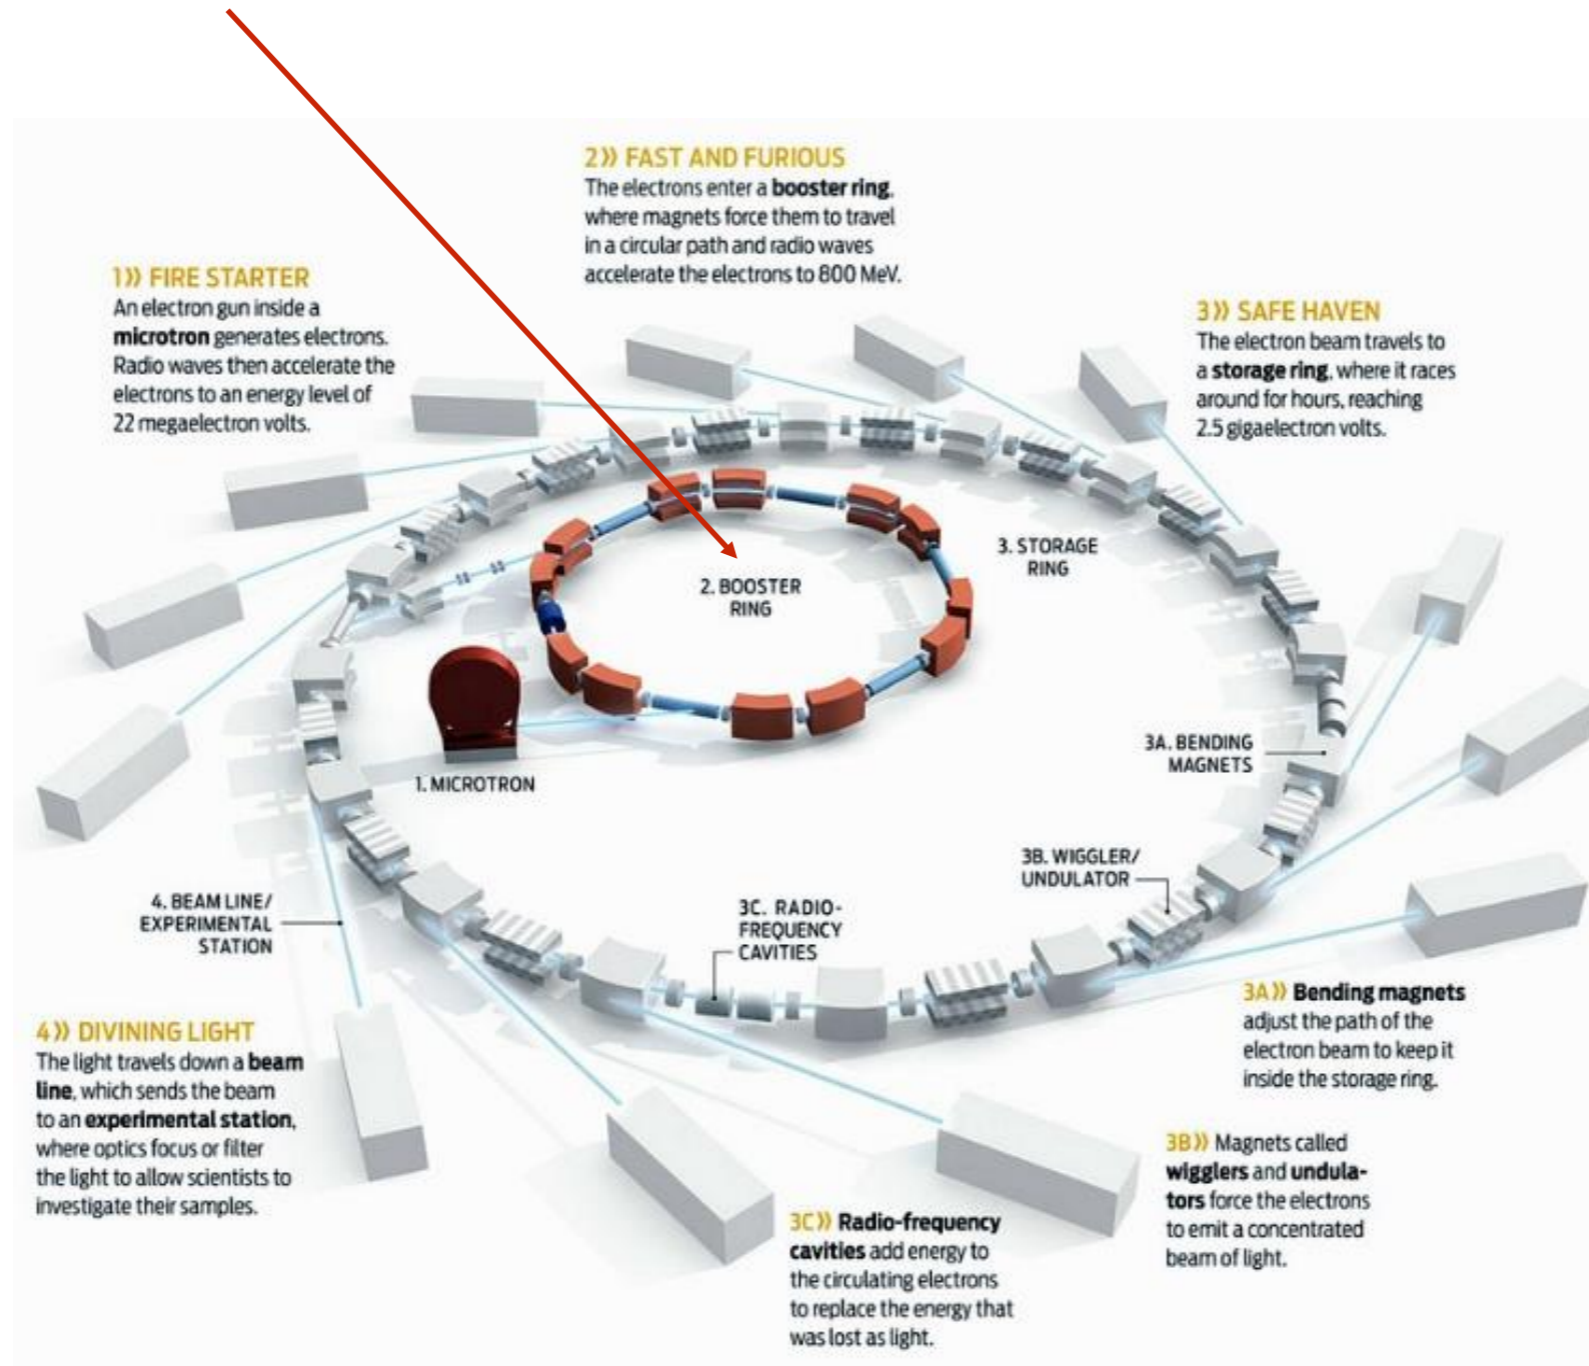 2» FAST AND FURIOUS
The electrons enter a booster ring,
where magnets force them to travel
in a circular path and radio waves
accelerate the electrons to 800 MeV.
1» FIRE STARTER
An electron gun inside a
microtron generates electrons.
Radio waves then accelerate the
electrons to an energy level of
22 megaelectron volts.
3» SAFE HAVEN
The electron beam travels to
a storage ring, where it races
around for hours, reaching
2.5 gigaelectron volts.
3. STORAGE
RING
2. BOOSTER
RING
1. MICROTRON
3A. BENDING
MAGNETS
3B. WIGGLER/
UNDULATOR
3C. RADIO-
FREQUENCY
CAVITIES
4. BEAM LINE/
EXPERIMENTAL
STATION
4» DIVINING LIGHT
The light travels down a beam
line, which sends the beam
to an experimental station,
where optics focus or filter
the light to allow scientists to
investigate their samples.
3A» Bending magnets
adjust the path of the
electron beam to keep it
inside the storage ring.
3B» Magnets called
wigglers and undula-
tors force the electrons
to emit a concentrated
beam of light.
3C» Radio-frequency
cavities add energy to
the circulating electrons
to replace the energy that
was lost as light.